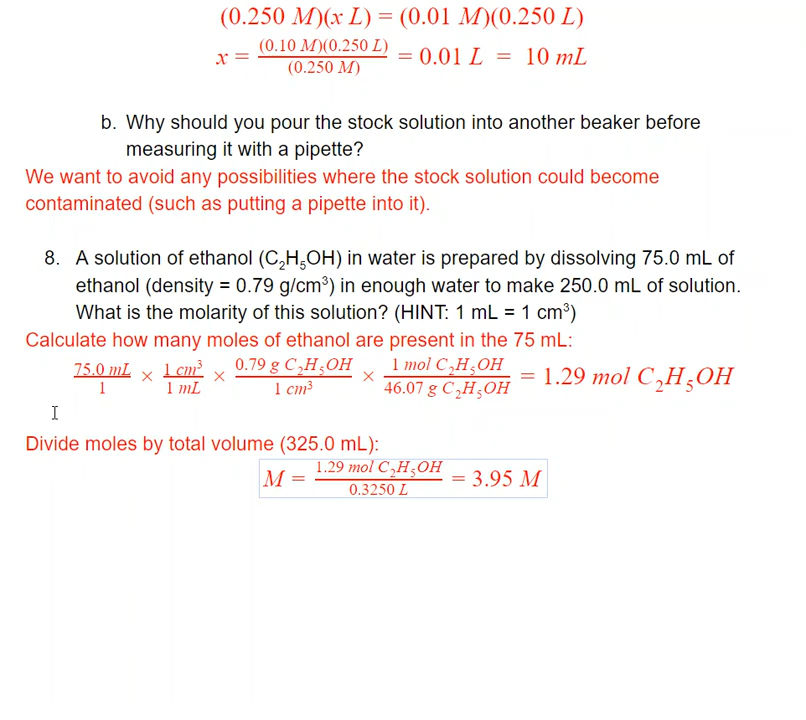 (0.250 M)(x L) = (0.01 M)(0.250 L)
x = (0.10 M)(0.250 L) / (0.250 M) = 0.01 L = 10 mL
b. Why should you pour the stock solution into another beaker before
measuring it with a pipette?
We want to avoid any possibilities where the stock solution could become
contaminated (such as putting a pipette into it).
8. A solution of ethanol (C₂H₅OH) in water is prepared by dissolving 75.0 mL of
ethanol (density = 0.79 g/cm³) in enough water to make 250.0 mL of solution.
What is the molarity of this solution? (HINT: 1 mL = 1 cm³)
Calculate how many moles of ethanol are present in the 75 mL:
75.0 mL / 1 × 1 cm³ / 1 mL × 0.79 g C₂H₅OH / 1 cm³ × 1 mol C₂H₅OH / 46.07 g C₂H₅OH = 1.29 mol C₂H₅OH
Divide moles by total volume (325.0 mL):
M = 1.29 mol C₂H₅OH / 0.3250 L = 3.95 M